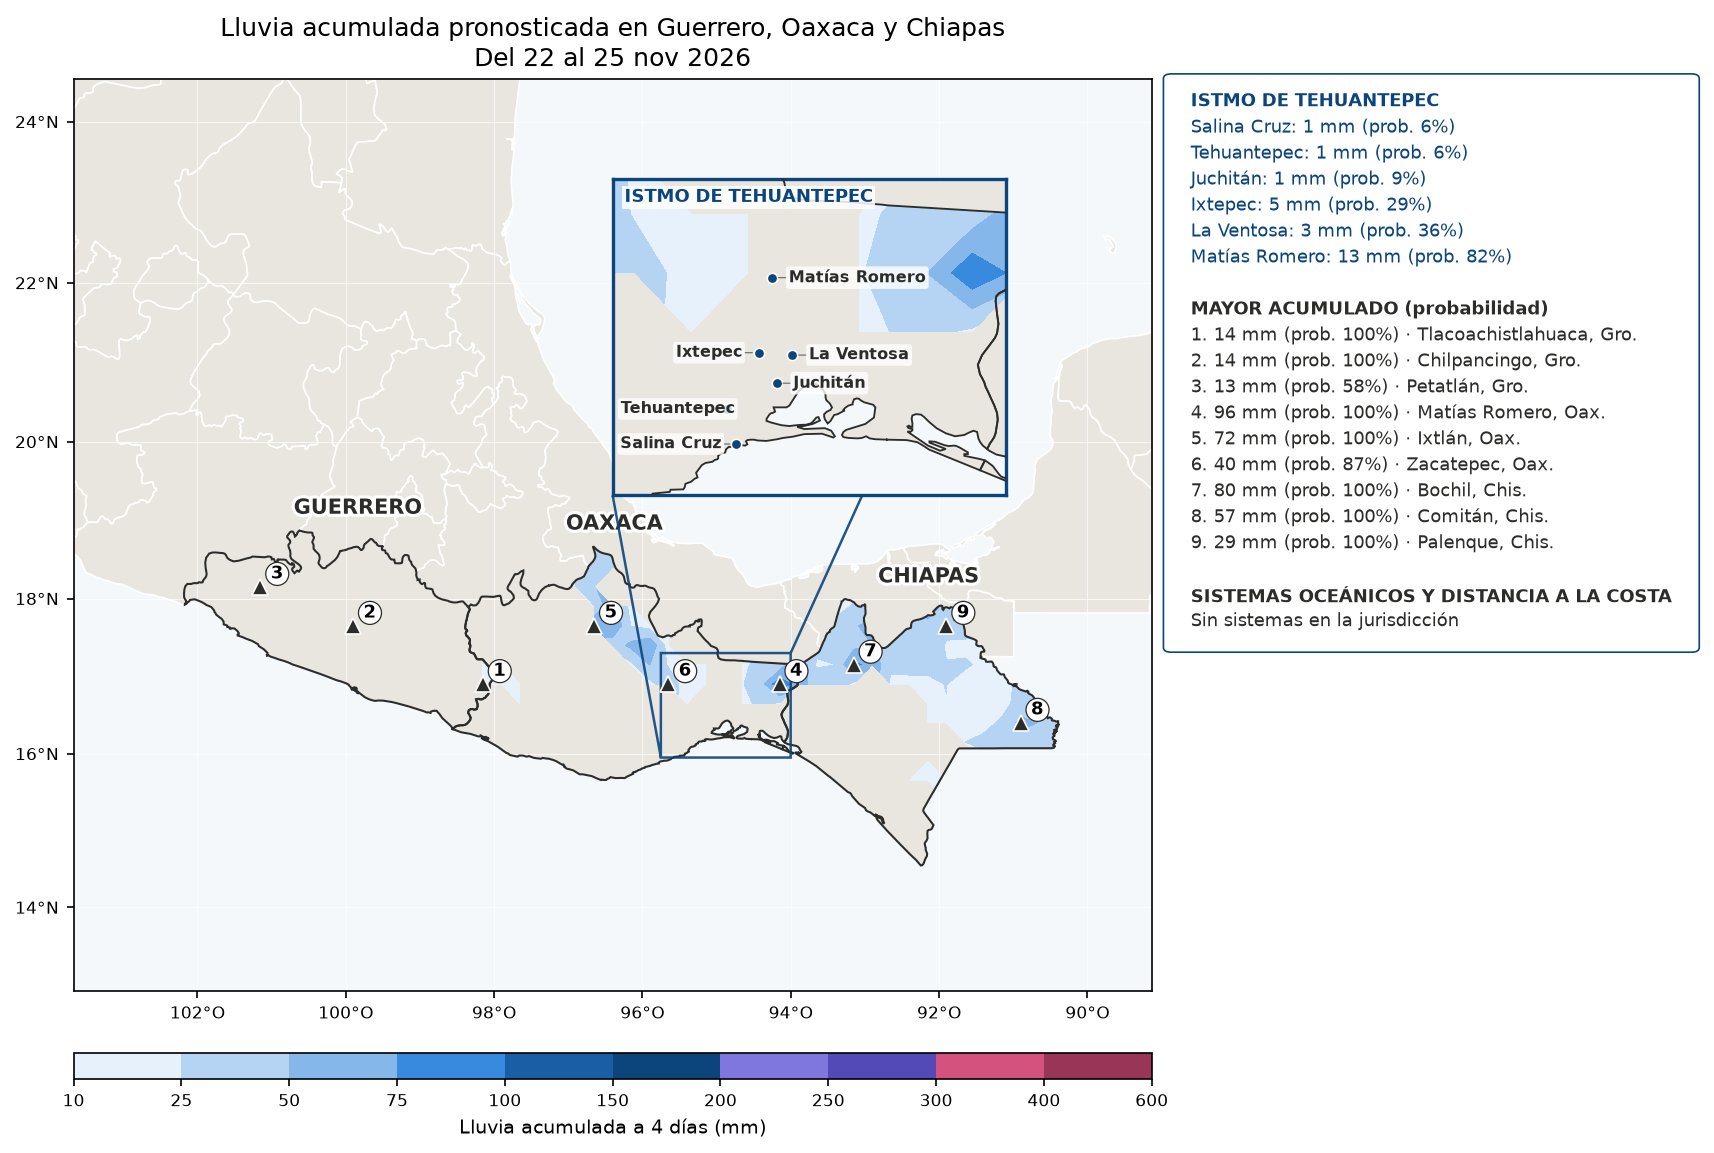 Lluvia acumulada pronosticada en Guerrero, Oaxaca y Chiapas
Del 22 al 25 nov 2026
24°N
22°N
20°N
18°N
16°N
14°N
102°O
100°O
98°O
96°O
94°O
92°O
90°O
GUERRERO
OAXACA
CHIAPAS
3
2
1
5
6
4
7
9
8
ISTMO DE TEHUANTEPEC
Matías Romero
Ixtepec
La Ventosa
Juchitán
Tehuantepec
Salina Cruz
ISTMO DE TEHUANTEPEC
Salina Cruz: 1 mm (prob. 6%)
Tehuantepec: 1 mm (prob. 6%)
Juchitán: 1 mm (prob. 9%)
Ixtepec: 5 mm (prob. 29%)
La Ventosa: 3 mm (prob. 36%)
Matías Romero: 13 mm (prob. 82%)
MAYOR ACUMULADO (probabilidad)
1. 14 mm (prob. 100%) · Tlacoachistlahuaca, Gro.
2. 14 mm (prob. 100%) · Chilpancingo, Gro.
3. 13 mm (prob. 58%) · Petatlán, Gro.
4. 96 mm (prob. 100%) · Matías Romero, Oax.
5. 72 mm (prob. 100%) · Ixtlán, Oax.
6. 40 mm (prob. 87%) · Zacatepec, Oax.
7. 80 mm (prob. 100%) · Bochil, Chis.
8. 57 mm (prob. 100%) · Comitán, Chis.
9. 29 mm (prob. 100%) · Palenque, Chis.
SISTEMAS OCEÁNICOS Y DISTANCIA A LA COSTA
Sin sistemas en la jurisdicción
10
25
50
75
100
150
200
250
300
400
600
Lluvia acumulada a 4 días (mm)